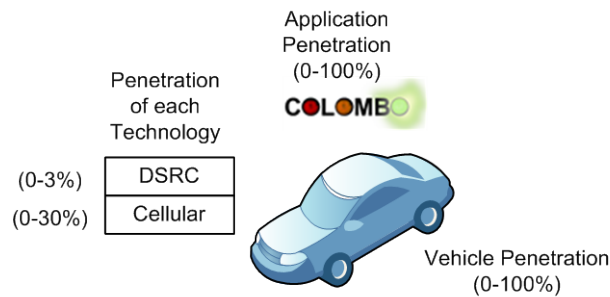 Application
Penetration
(0-100%)
COLOMBO
Penetration
of each
Technology
(0-3%) DSRC
(0-30%) Cellular
Vehicle Penetration
(0-100%)